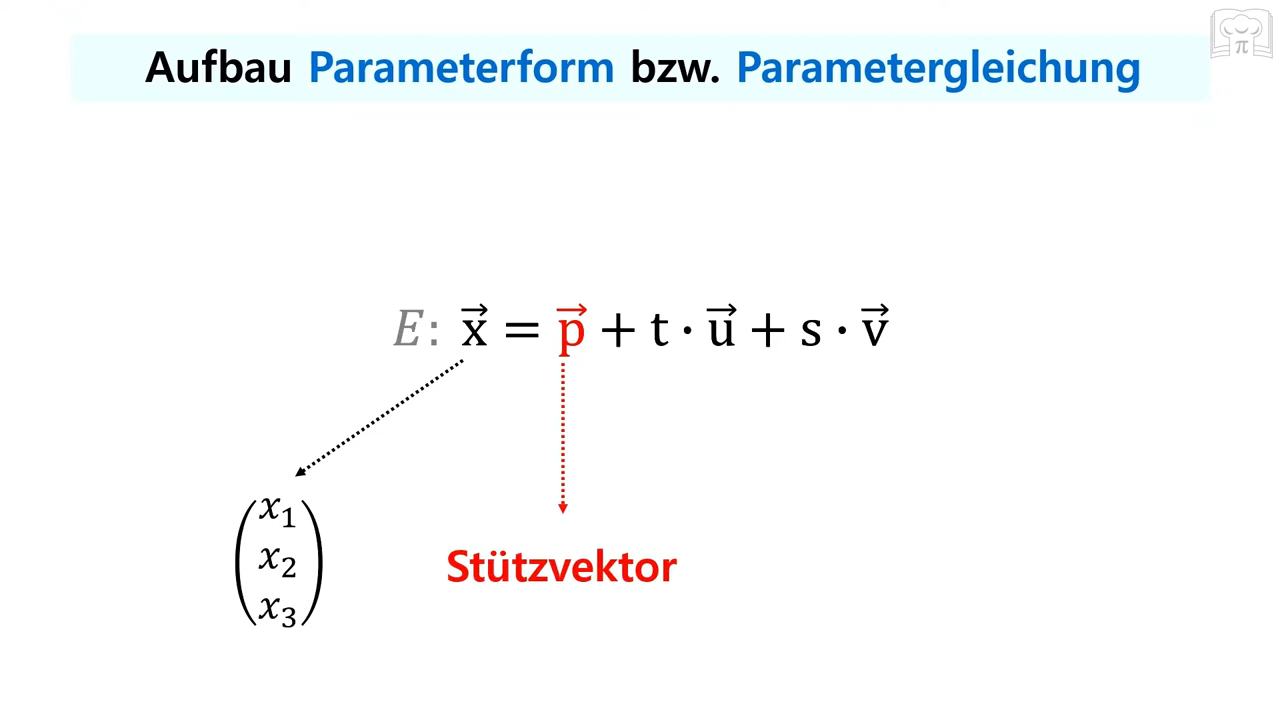 Aufbau Parameterform bzw. Parametergleichung
E: x⃗ = p⃗ + t · u⃗ + s · v⃗
x₁
x₂
x₃
Stützvektor
π